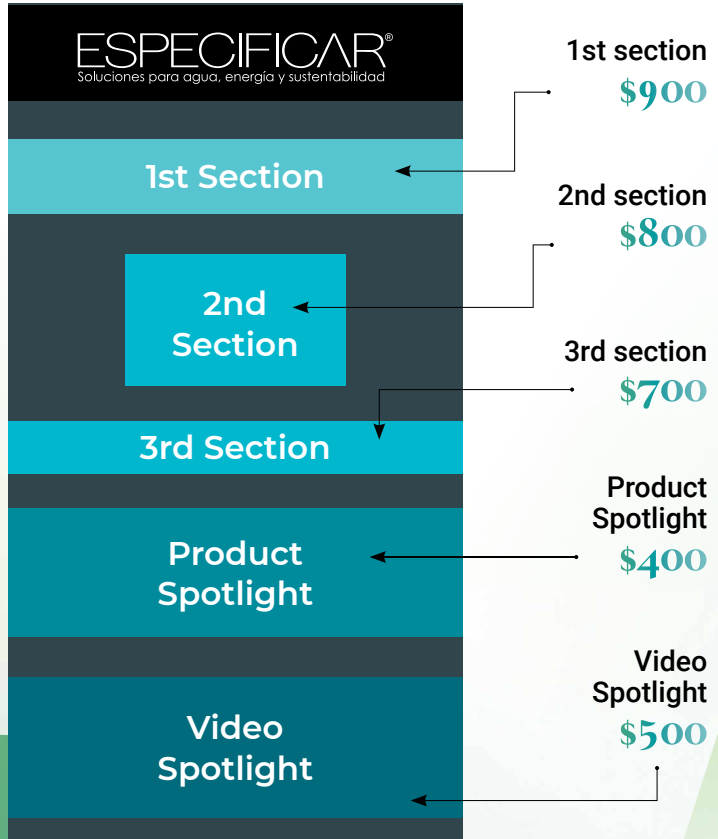 ESPECIFICAR®
Soluciones para agua, energía y sustentabilidad
1st section
$900
1st Section
2nd section
$800
2nd
Section
3rd section
$700
3rd Section
Product
Spotlight
$400
Product
Spotlight
Video
Spotlight
$500
Video
Spotlight